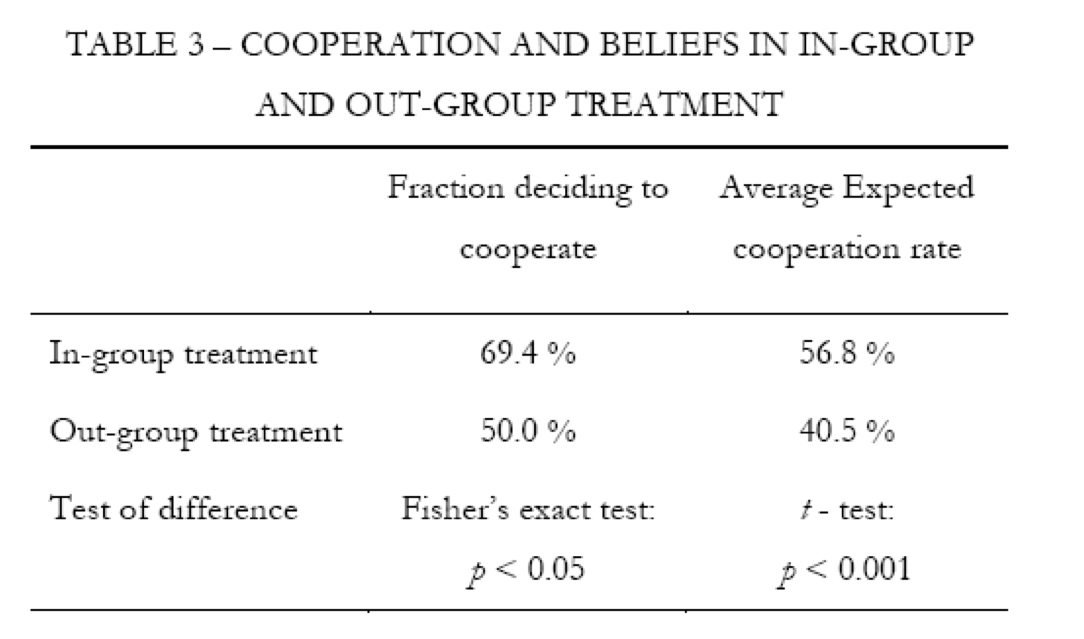 TABLE 3 – COOPERATION AND BELIEFS IN IN-GROUP
AND OUT-GROUP TREATMENT
Fraction deciding to cooperate
Average Expected cooperation rate
In-group treatment 69.4 % 56.8 %
Out-group treatment 50.0 % 40.5 %
Test of difference Fisher's exact test: t - test:
p < 0.05 p < 0.001